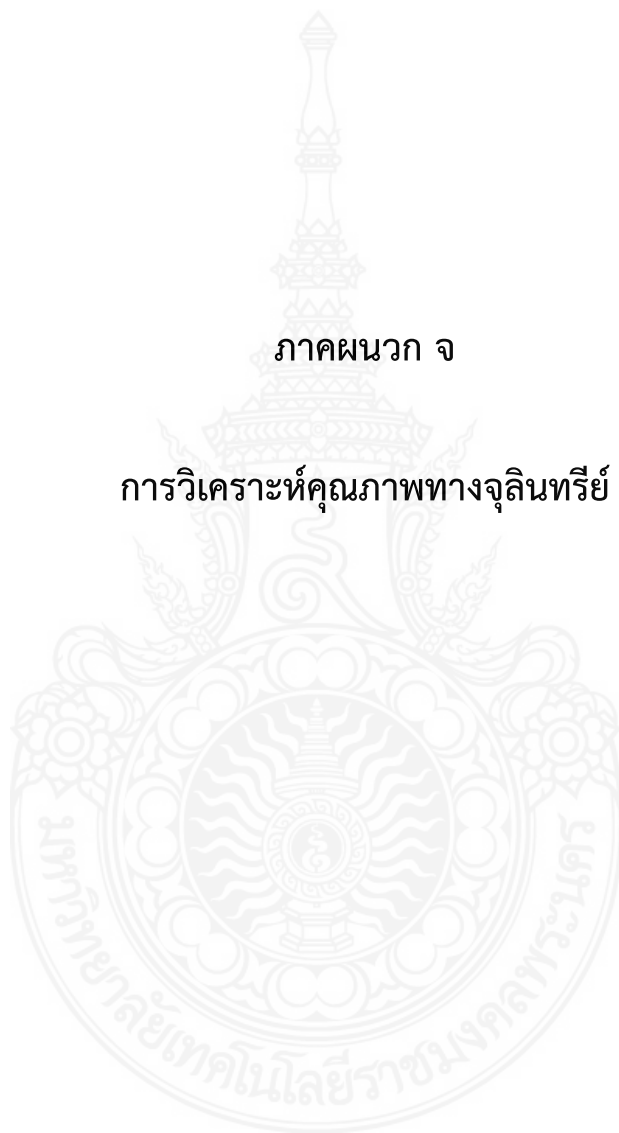 ภาคผนวก จ
การวิเคราะห์คุณภาพทางจุลินทรีย์
มหาวิทยาลัยเทคโนโลยีราชมงคลพระนคร